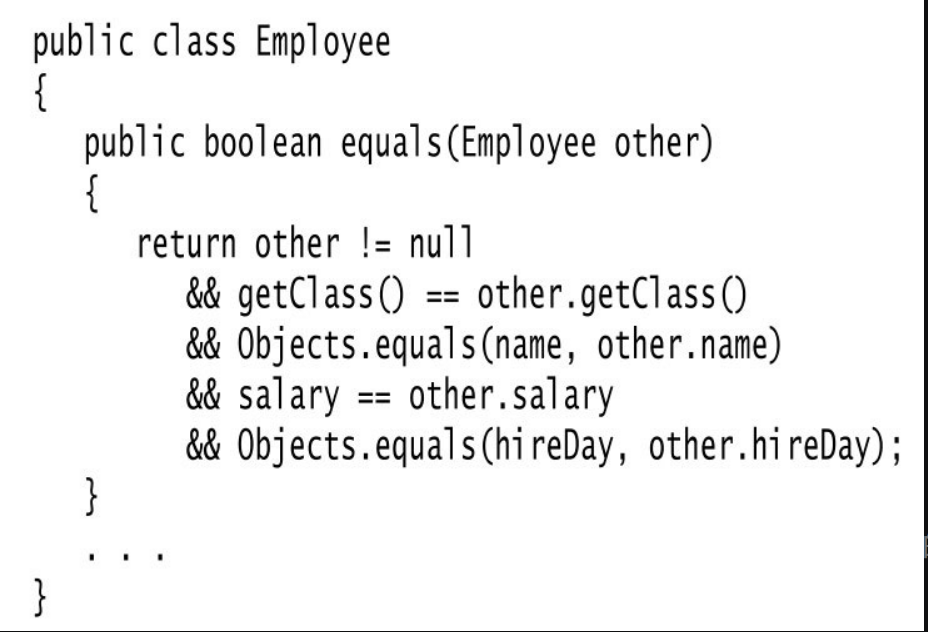 public class Employee
{
public boolean equals(Employee other)
{
return other != null
&& getClass() == other.getClass()
&& Objects.equals(name, other.name)
&& salary == other.salary
&& Objects.equals(hireDay, other.hireDay);
}
. . .
}